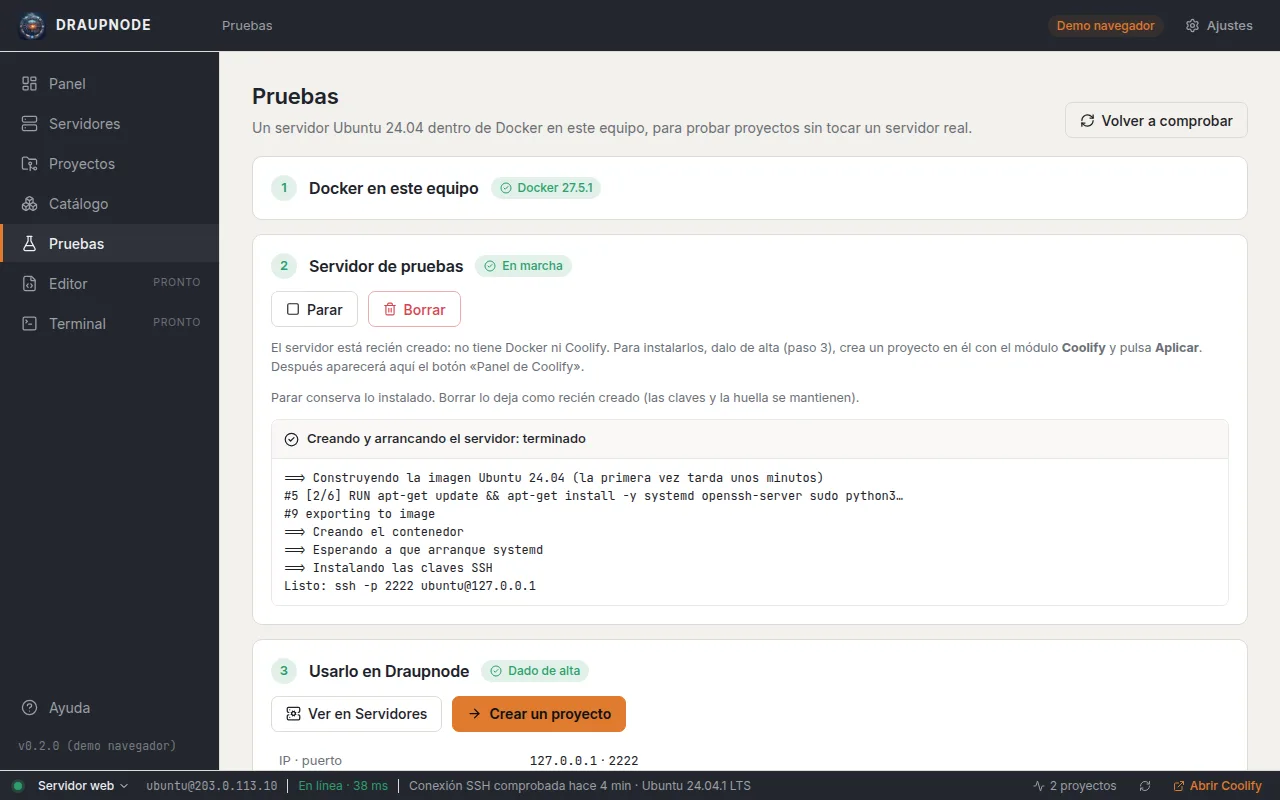 DRAUPNODE
Pruebas
Demo navegador
Ajustes
Panel
Servidores
Proyectos
Catálogo
Pruebas
Editor PRONTO
Terminal PRONTO
Ayuda
v0.2.0 (demo navegador)
Pruebas
Un servidor Ubuntu 24.04 dentro de Docker en este equipo, para probar proyectos sin tocar un servidor real.
Volver a comprobar
1 Docker en este equipo Docker 27.5.1
2 Servidor de pruebas En marcha
Parar Borrar
El servidor está recién creado: no tiene Docker ni Coolify. Para instalarlos, dalo de alta (paso 3), crea un proyecto en él con el módulo Coolify y pulsa Aplicar.
Después aparecerá aquí el botón «Panel de Coolify».
Parar conserva lo instalado. Borrar lo deja como recién creado (las claves y la huella se mantienen).
Creando y arrancando el servidor: terminado
==> Construyendo la imagen Ubuntu 24.04 (la primera vez tarda unos minutos)
#5 [2/6] RUN apt-get update && apt-get install -y systemd openssh-server sudo python3…
#9 exporting to image
==> Creando el contenedor
==> Esperando a que arranque systemd
==> Instalando las claves SSH
Listo: ssh -p 2222 ubuntu@127.0.0.1
3 Usarlo en Draupnode Dado de alta
Ver en Servidores Crear un proyecto
IP · puerto 127.0.0.1 · 2222
Servidor web ubuntu@203.0.113.10 En línea · 38 ms Conexión SSH comprobada hace 4 min · Ubuntu 24.04.1 LTS 2 proyectos Abrir Coolify